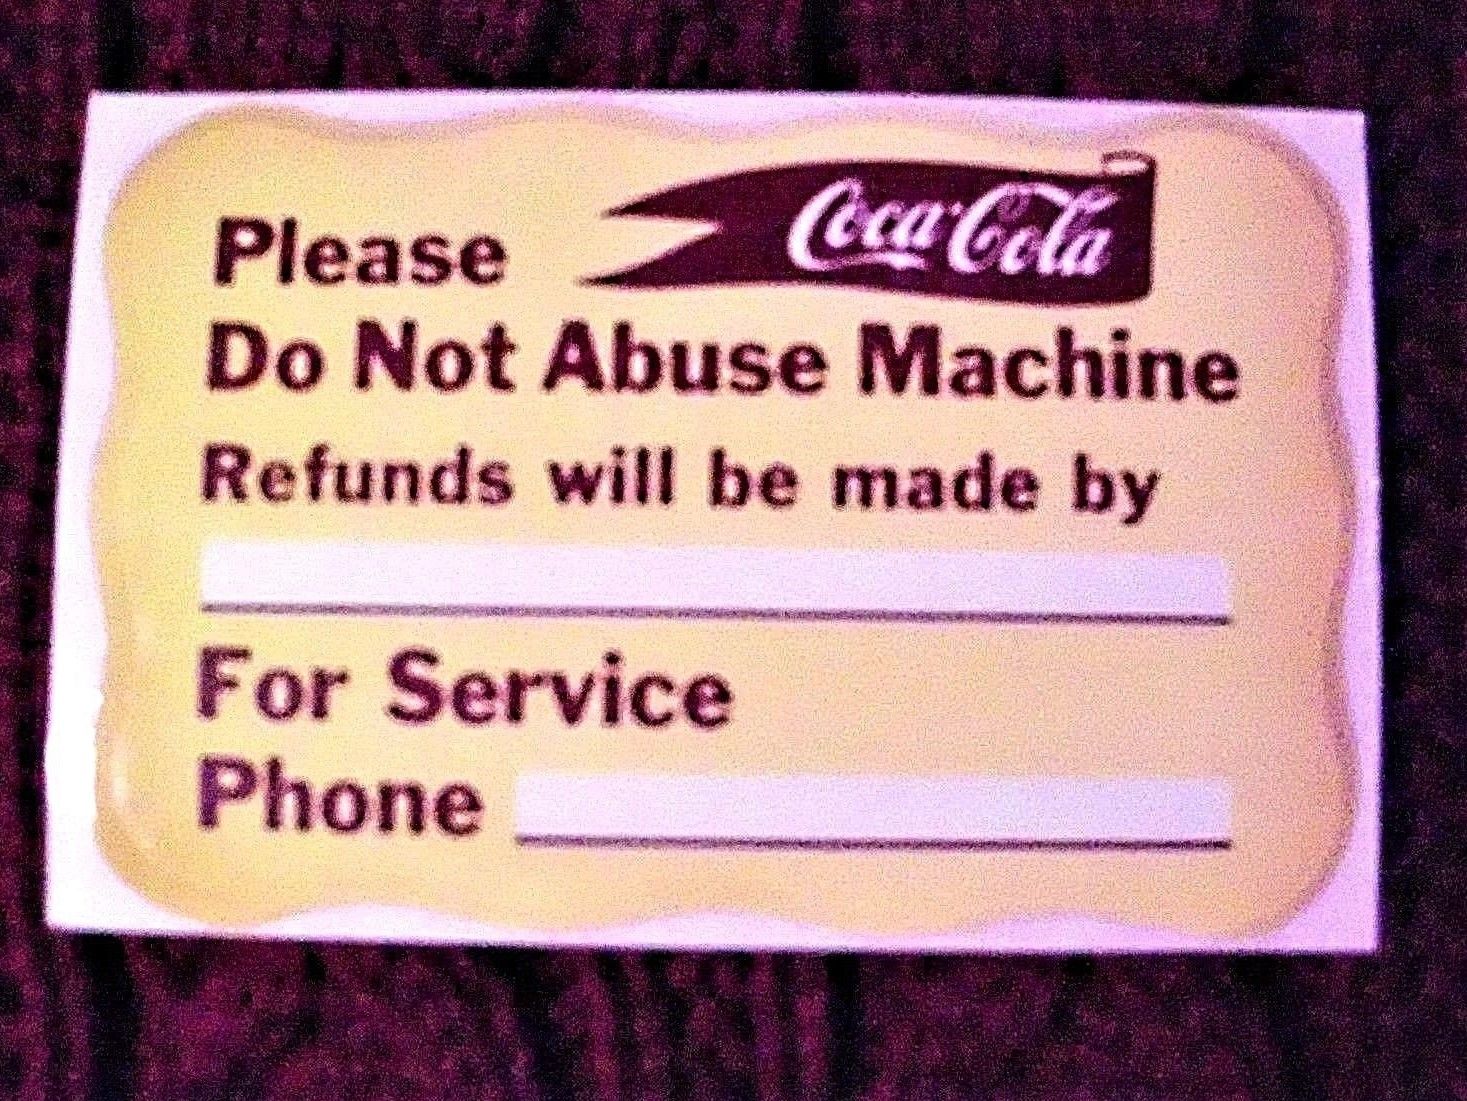 Please
Coca-Cola
Do Not Abuse Machine
Refunds will be made by
For Service
Phone